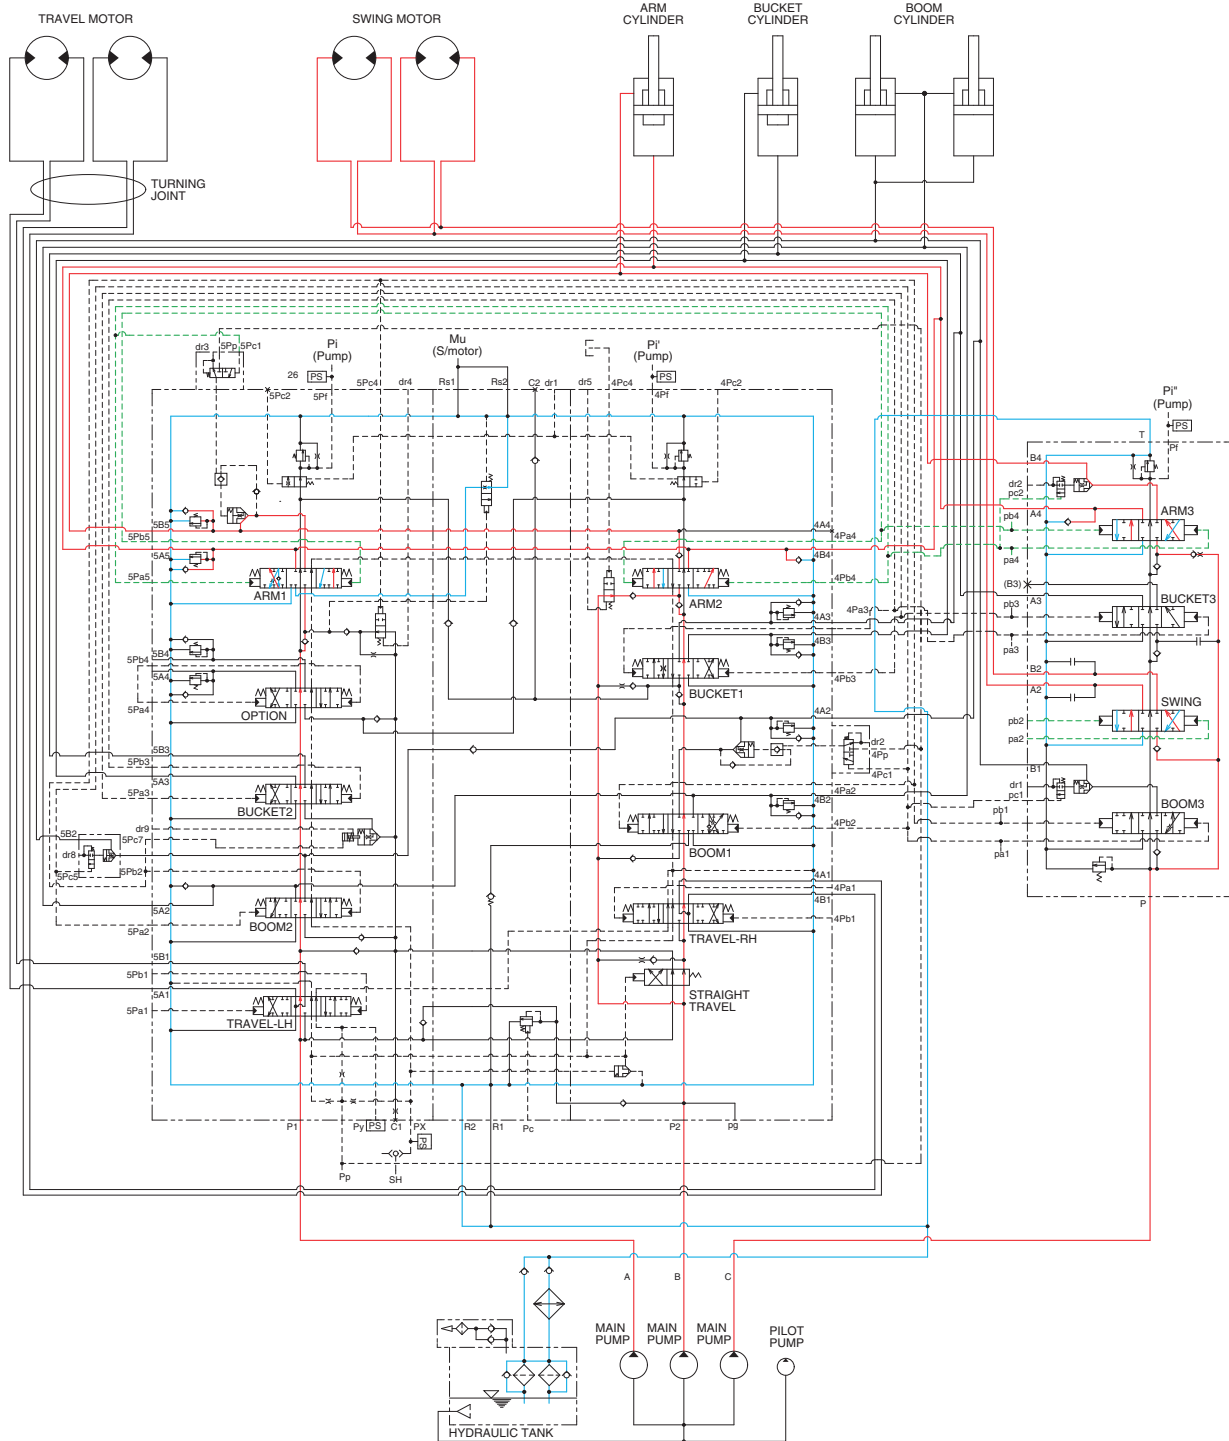 TRAVEL MOTOR
SWING MOTOR
ARM
CYLINDER
BUCKET
CYLINDER
BOOM
CYLINDER
TURNING
JOINT
dr3
5Pp
5Pc1
Pi
(Pump)
26
PS
5Pc2
5Pf
5Pc4
dr4
Mu
(S/motor)
Rs1
Rs2
C2
dr1
dr5
4Pc4
Pi'
(Pump)
PS
4Pf
4Pc2
Pi"
(Pump)
PS
T
Pf
B4
dr2
pc2
A4
pb4
ARM3
pa4
(B3)
A3
pb3
BUCKET3
pa3
B2
A2
SWING
pb2
pa2
B1
dr1
pc1
BOOM3
pb1
pa1
P
5B5
5Pb5
5A5
5Pa5
ARM1
5B4
5Pb4
5A4
5Pa4
OPTION
5B3
5Pb3
5A3
5Pa3
BUCKET2
dr9
5B2
5Pc7
dr8
5Pc5
5Pb2
5A2
BOOM2
5Pa2
5B1
5Pb1
5A1
5Pa1
TRAVEL-LH
4A4
4Pa4
4B4
4Pb4
ARM2
4Pa3
4A3
4B3
4Pb3
BUCKET1
4A2
dr2
4Pp
4Pc1
4Pa2
4B2
4Pb2
BOOM1
4A1
4Pa1
4B1
4Pb1
TRAVEL-RH
STRAIGHT
TRAVEL
P1
Py
PS
C1
PX
PS
R2
R1
Pc
P2
pg
Pp
SH
A
B
C
MAIN
PUMP
MAIN
PUMP
MAIN
PUMP
PILOT
PUMP
HYDRAULIC TANK